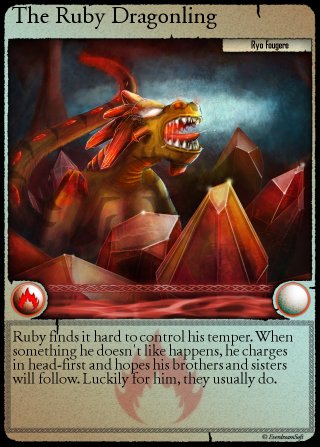 The Ruby Dragonling
Ryo Fougere
Ruby finds it hard to control his temper. When
something he doesn't like happens, he charges
in head-first and hopes his brothers and sisters
will follow. Luckily for him, they usually do.
© EverdreamSoft